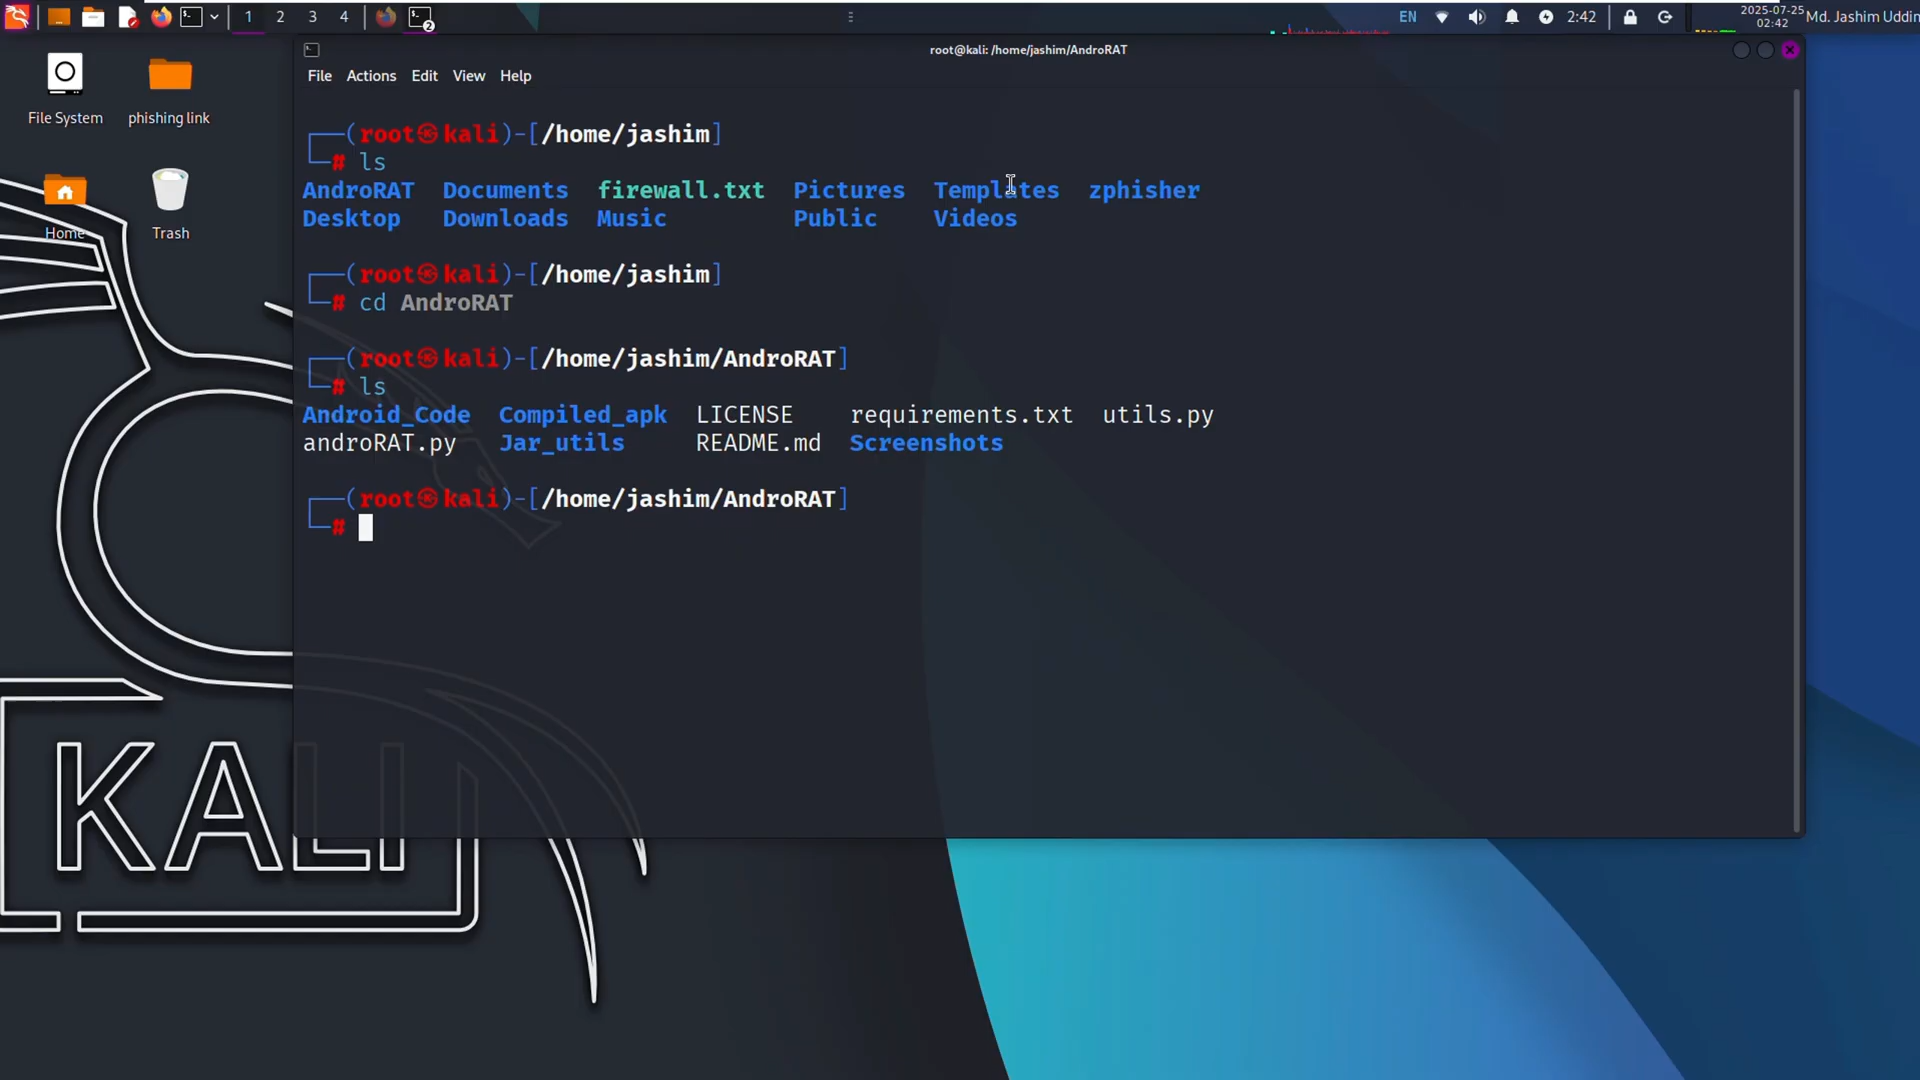 1 2 3 4 2 EN 2:42 2025-07-25 Md. Jashim Uddin
02:42
root@kali: /home/jashim/AndroRAT
File Actions Edit View Help
File System phishing link
Home Trash
┌──(root㉿kali)-[/home/jashim]
└─# ls
AndroRAT Documents firewall.txt Pictures Templates zphisher
Desktop Downloads Music Public Videos
┌──(root㉿kali)-[/home/jashim]
└─# cd AndroRAT
┌──(root㉿kali)-[/home/jashim/AndroRAT]
└─# ls
Android_Code Compiled_apk LICENSE requirements.txt utils.py
androRAT.py Jar_utils README.md Screenshots
┌──(root㉿kali)-[/home/jashim/AndroRAT]
└─#
KALI